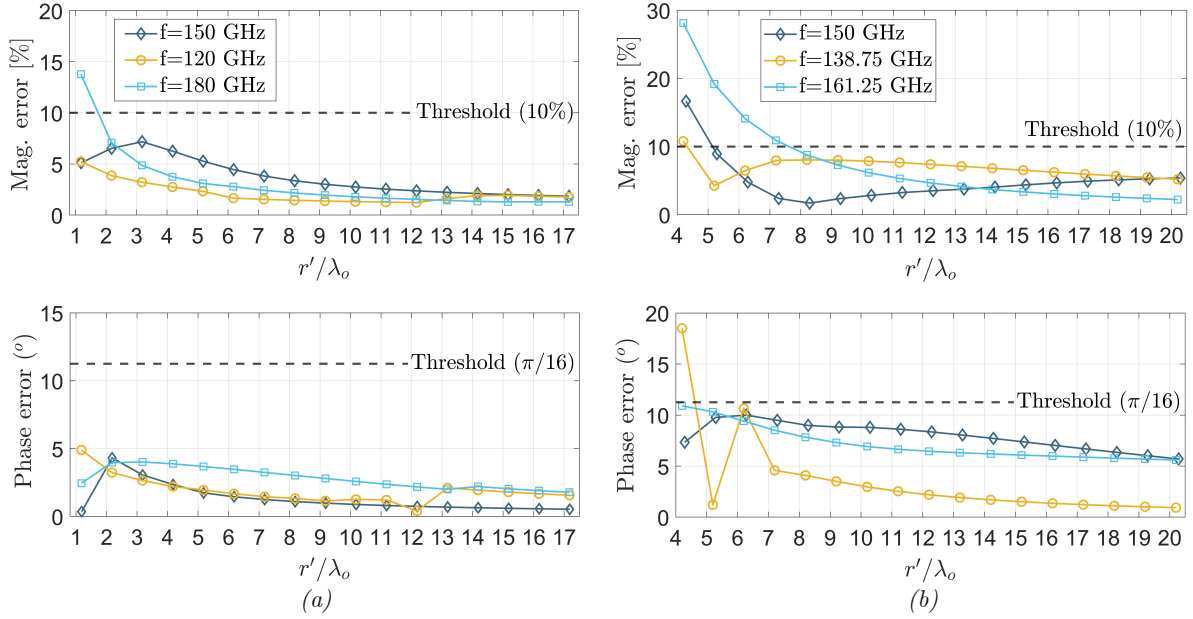 Mag. error [%]
15
10
5
0
f=150 GHz
f=120 GHz
f=180 GHz
Threshold (10%)
1 2 3 4 5 6 7 8 9 10 11 12 13 14 15 16 17
r′/λₒ
Mag. error [%]
30
20
10
0
f=150 GHz
f=138.75 GHz
f=161.25 GHz
Threshold (10%)
4 5 6 7 8 9 10 11 12 13 14 15 16 17 18 19 20
r′/λₒ
Phase error (ᵒ)
15
10
5
0
Threshold (π/16)
1 2 3 4 5 6 7 8 9 10 11 12 13 14 15 16 17
r′/λₒ
(a)
Phase error (ᵒ)
20
15
10
5
0
Threshold (π/16)
4 5 6 7 8 9 10 11 12 13 14 15 16 17 18 19 20
r′/λₒ
(b)